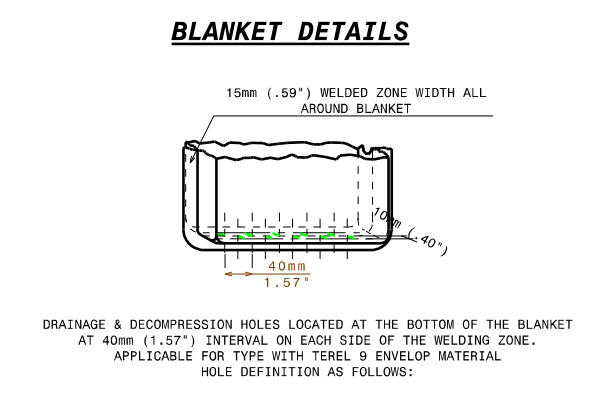 BLANKET DETAILS
15mm (.59") WELDED ZONE WIDTH ALL
AROUND BLANKET
10mm (.40")
40mm
1.57"
DRAINAGE & DECOMPRESSION HOLES LOCATED AT THE BOTTOM OF THE BLANKET
AT 40mm (1.57") INTERVAL ON EACH SIDE OF THE WELDING ZONE.
APPLICABLE FOR TYPE WITH TEREL 9 ENVELOP MATERIAL
HOLE DEFINITION AS FOLLOWS: